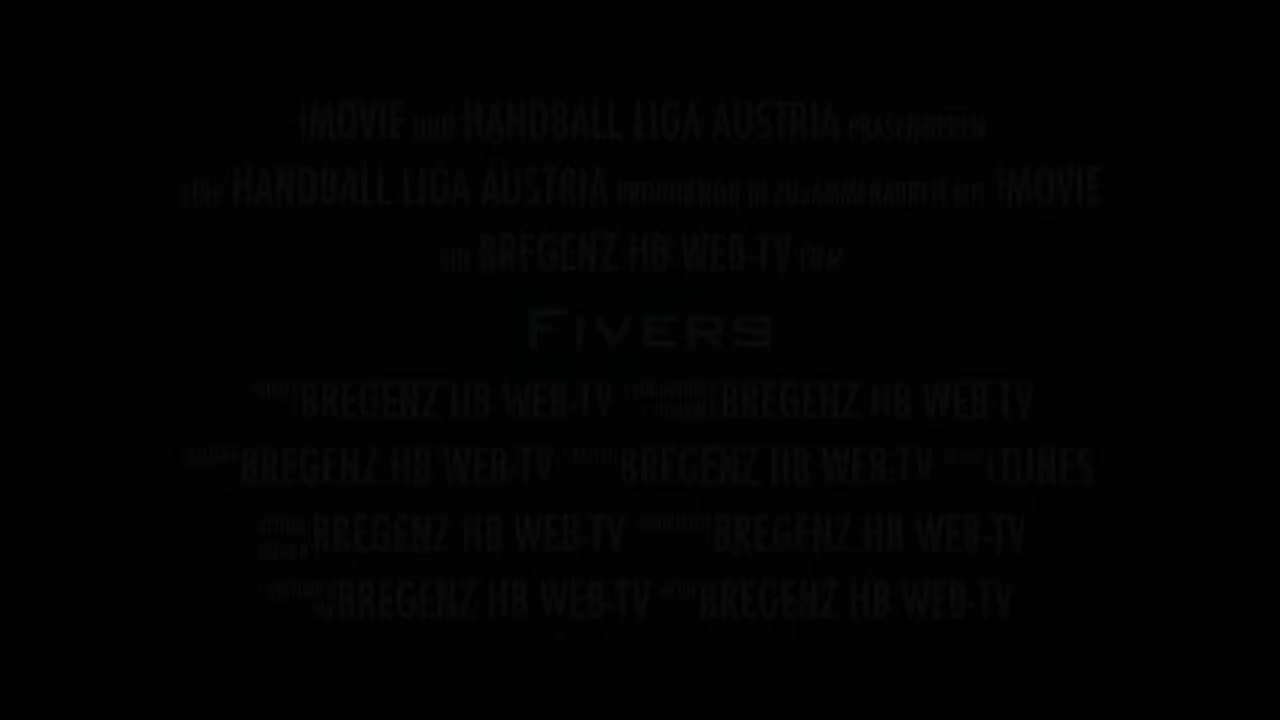 IMOVIE UND HANDBALL LIGA AUSTRIA PRÄSENTIEREN
EINE HANDBALL LIGA AUSTRIA PRODUKTION IN ZUSAMMENARBEIT MIT IMOVIE
EIN BREGENZ HB WEB-TV FILM
FIVERS
BREGENZ HB WEB-TV BREGENZ HB WEB-TV
BREGENZ HB WEB-TV BREGENZ HB WEB-TV ITUNES
BREGENZ HB WEB-TV BREGENZ HB WEB-TV
BREGENZ HB WEB-TV BREGENZ HB WEB-TV